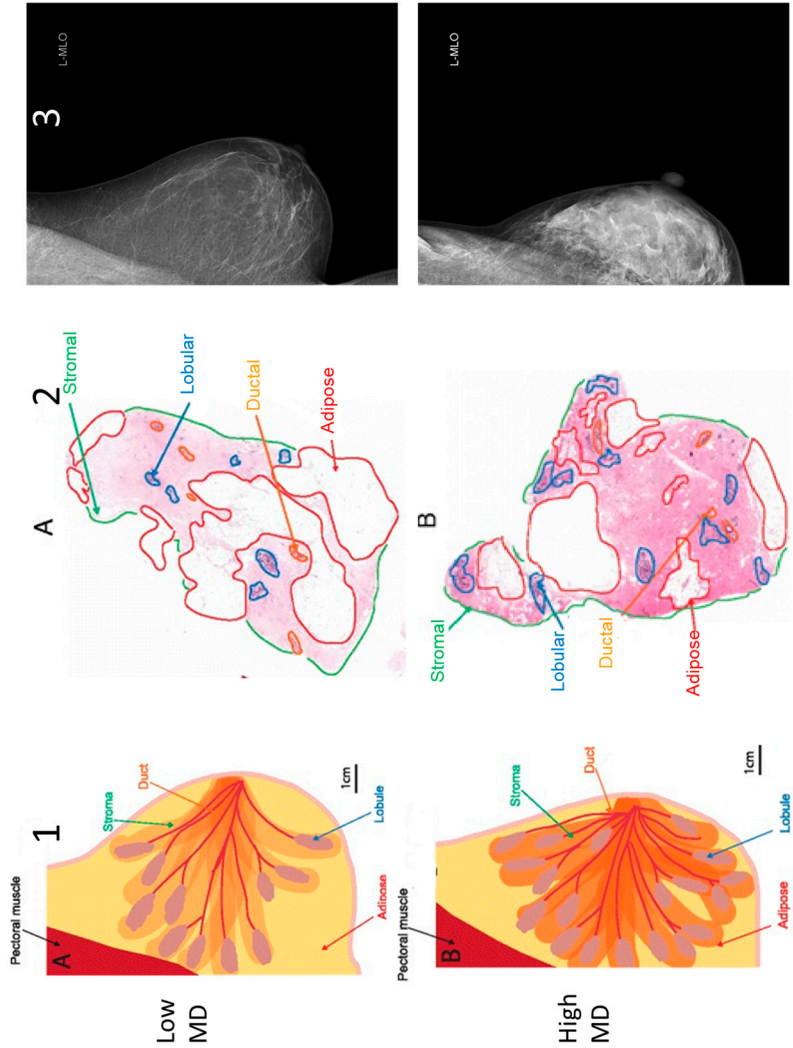 1
2
3
Low
MD
Pectoral muscle
A
Stroma
Duct
Lobule
Adipose
1cm
A
Stromal
Lobular
Ductal
Adipose
L-MLO
High
MD
Pectoral muscle
B
Stroma
Duct
Lobule
Adipose
1cm
B
Stromal
Lobular
Ductal
Adipose
L-MLO